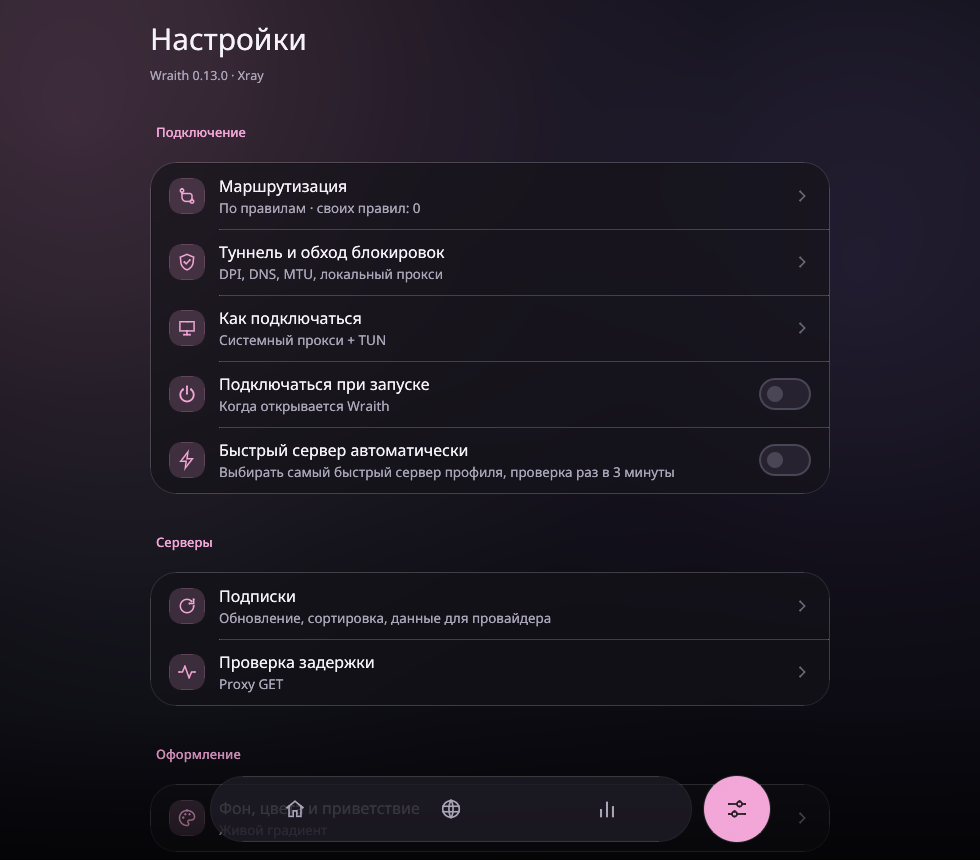 Настройки
Wraith 0.13.0 · Xray
Подключение
Маршрутизация
По правилам · своих правил: 0
Туннель и обход блокировок
DPI, DNS, MTU, локальный прокси
Как подключаться
Системный прокси + TUN
Подключаться при запуске
Когда открывается Wraith
Быстрый сервер автоматически
Выбирать самый быстрый сервер профиля, проверка раз в 3 минуты
Серверы
Подписки
Обновление, сортировка, данные для провайдера
Проверка задержки
Proxy GET
Оформление
Фон, цвет и приветствие
Живой градиент